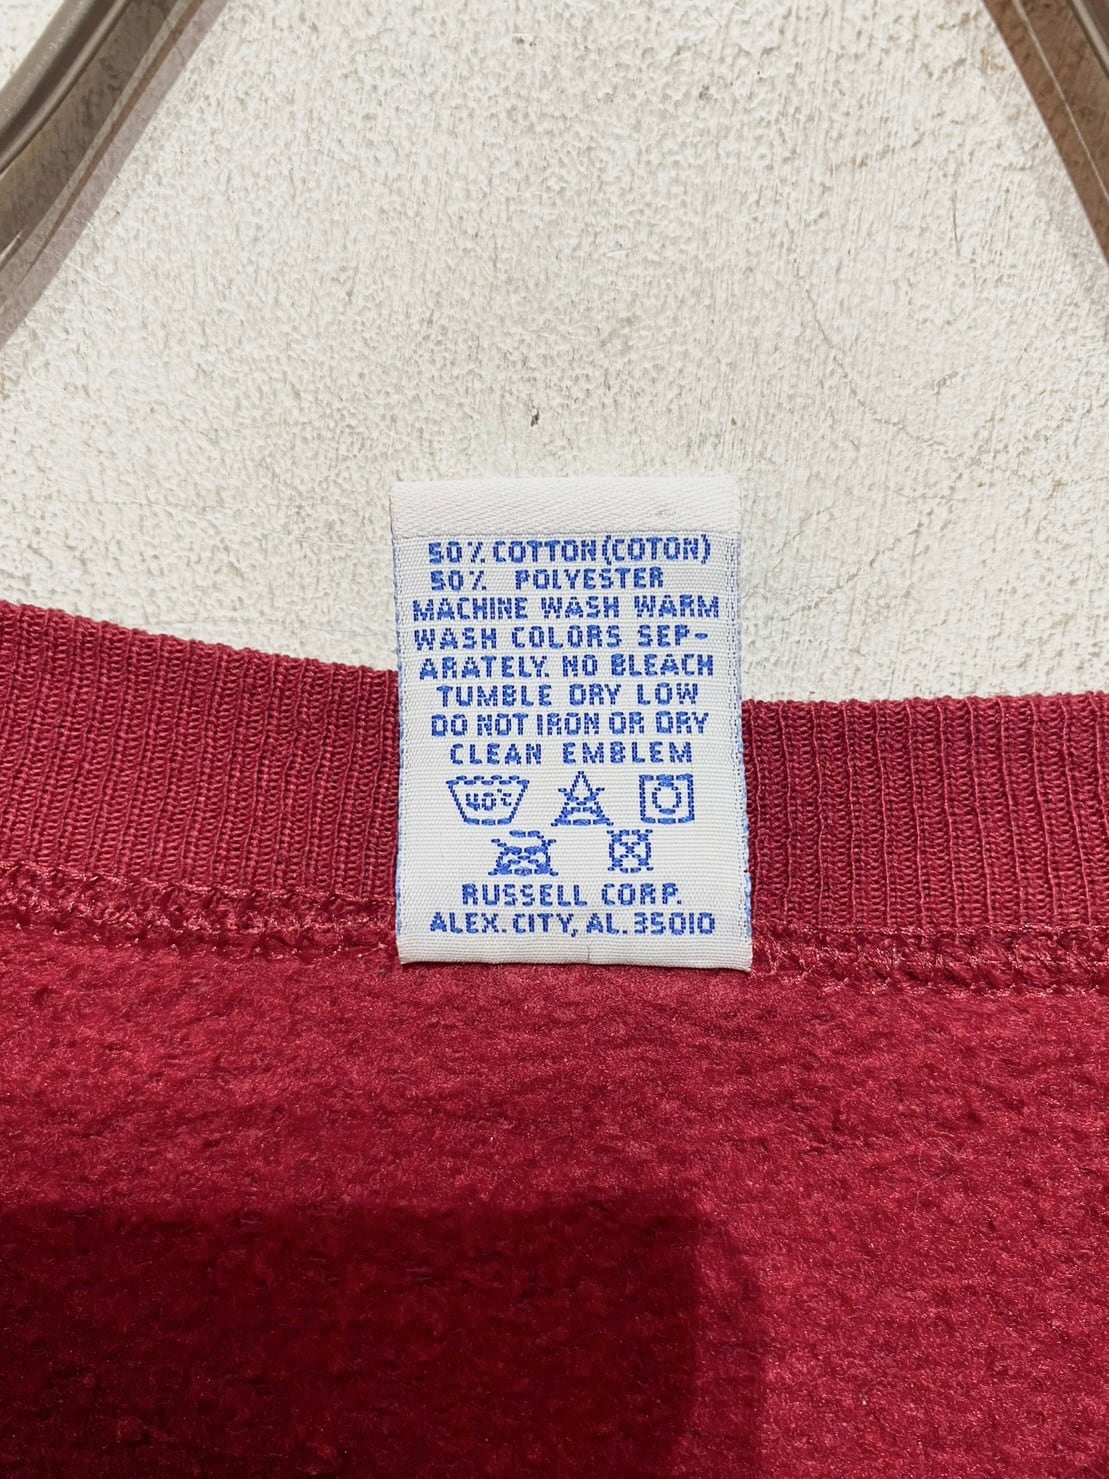 50% COTTON (COTON)
50% POLYESTER
MACHINE WASH WARM
WASH COLORS SEP-
ARATELY. NO BLEACH
TUMBLE DRY LOW
DO NOT IRON OR DRY
CLEAN EMBLEM
40°C
RUSSELL CORP.
ALEX. CITY, AL. 35010